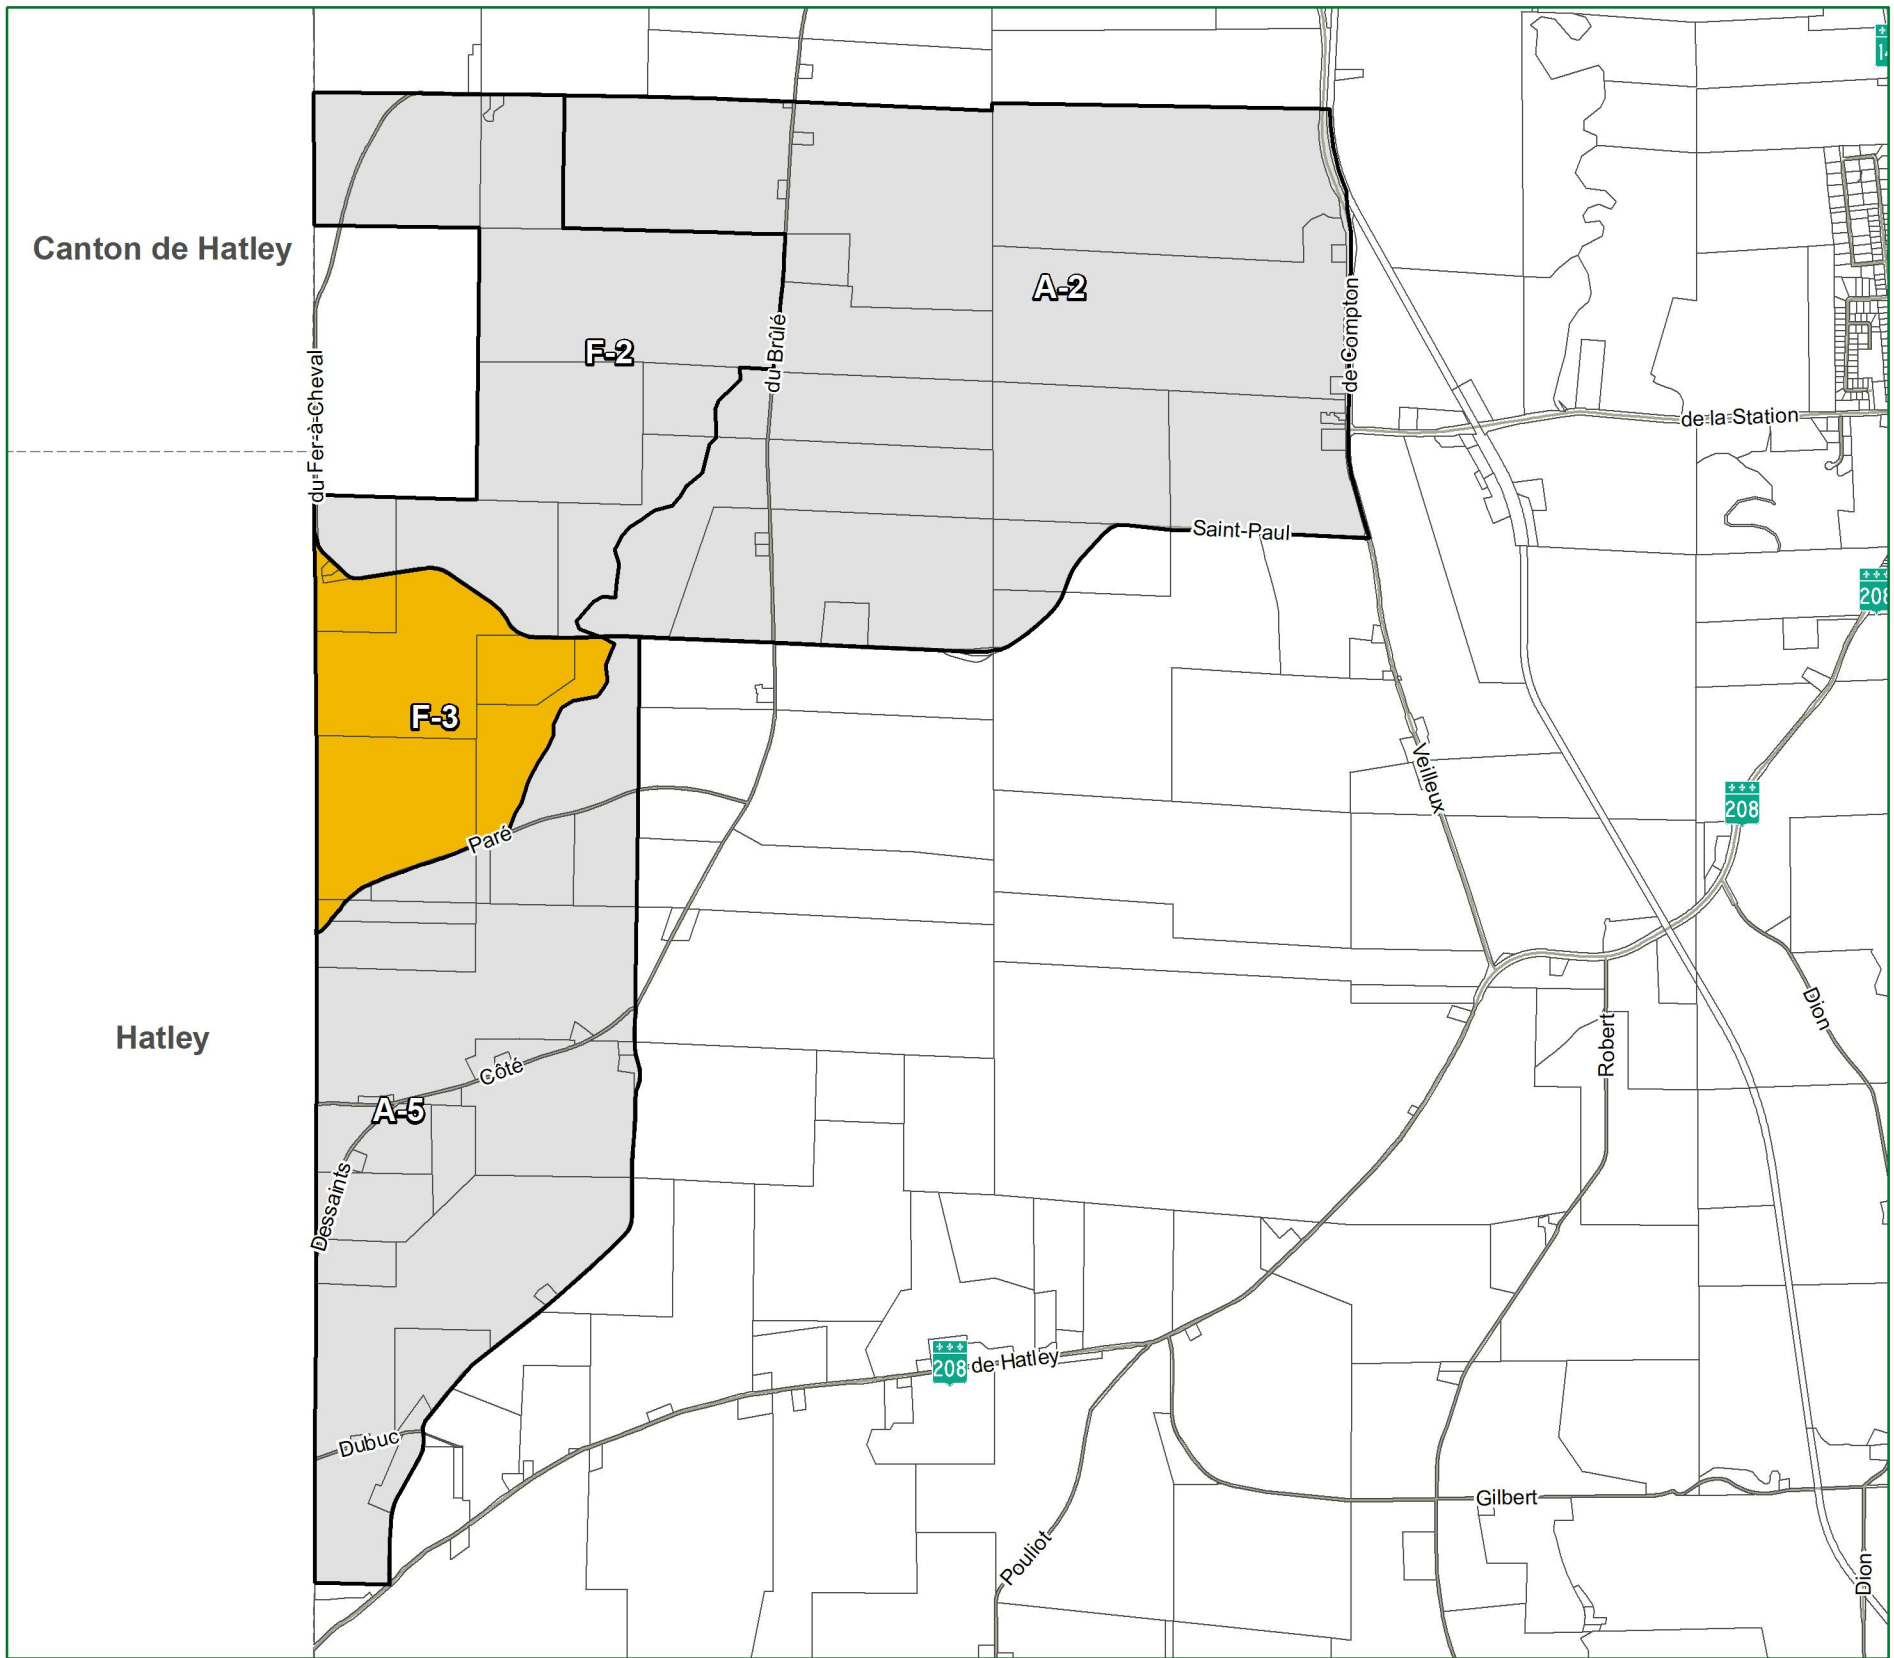 14
Canton de Hatley
A-2
du Brûlé
F-2
de Compton
du Fer-à-Cheval
de la Station
Saint-Paul
208
F-3
Veilleux
208
Paré
Dion
Hatley
Robert
Côté
A-5
Dessaints
208
de Hatley
Dubuc
Gilbert
Pouliot
Dion